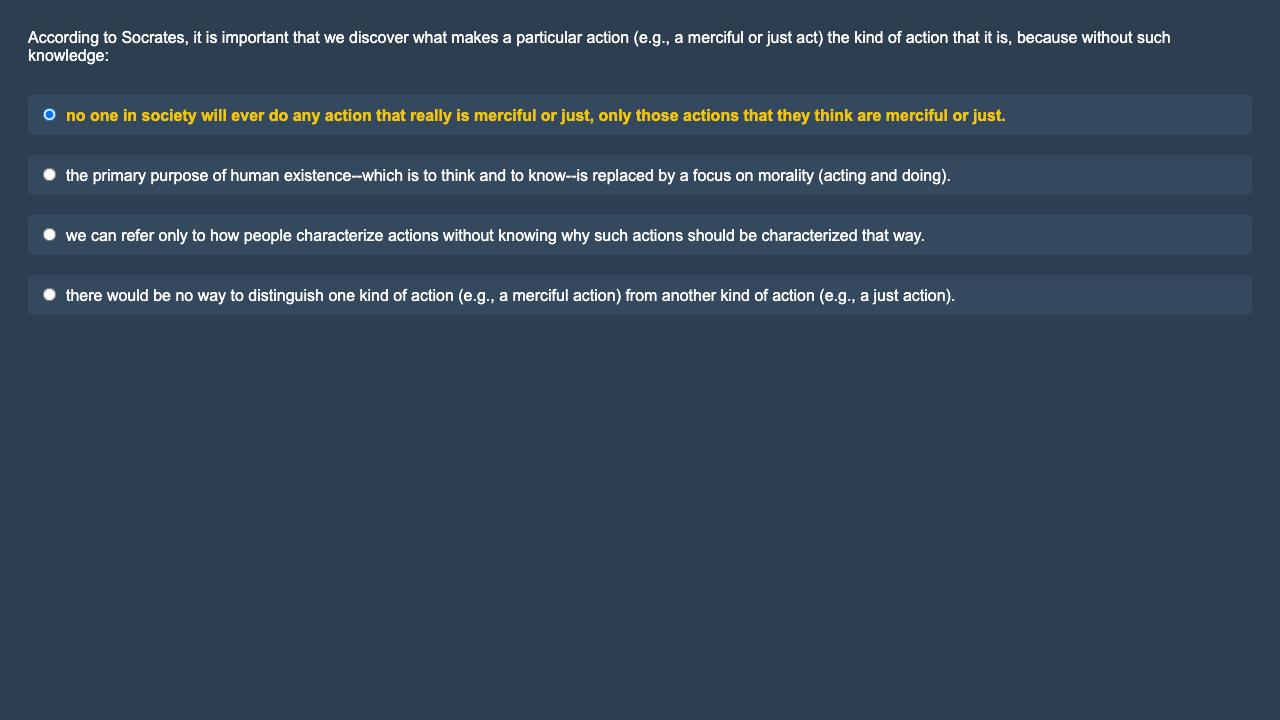 According to Socrates, it is important that we discover what makes a particular action (e.g., a merciful or just act) the kind of action that it is, because without such
knowledge:
no one in society will ever do any action that really is merciful or just, only those actions that they think are merciful or just.
the primary purpose of human existence--which is to think and to know--is replaced by a focus on morality (acting and doing).
we can refer only to how people characterize actions without knowing why such actions should be characterized that way.
there would be no way to distinguish one kind of action (e.g., a merciful action) from another kind of action (e.g., a just action).